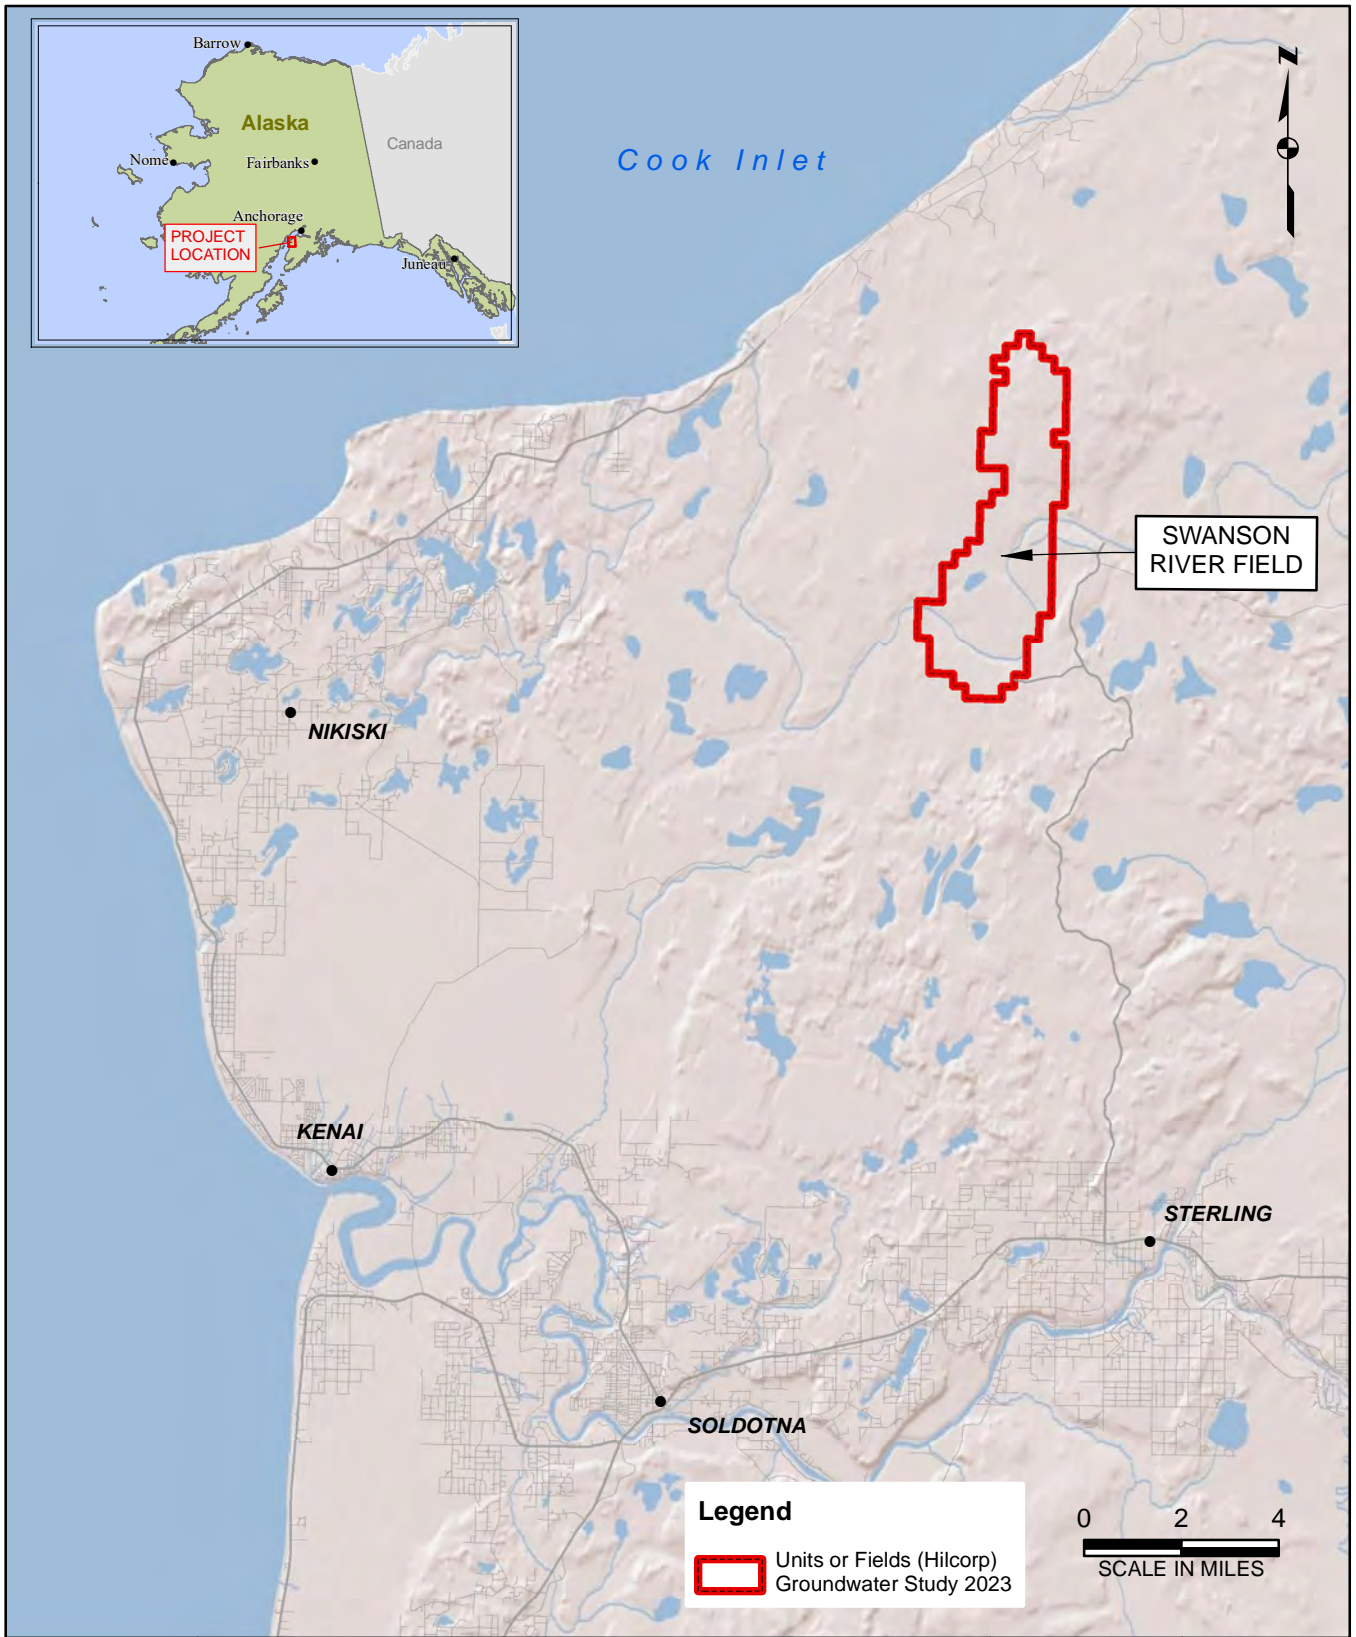 Barrow
Alaska
Canada
Nome
Fairbanks
Anchorage
PROJECT
LOCATION
Juneau
Cook Inlet
N
SWANSON
RIVER FIELD
NIKISKI
KENAI
STERLING
SOLDOTNA
Legend
Units or Fields (Hilcorp)
Groundwater Study 2023
0 2 4
SCALE IN MILES